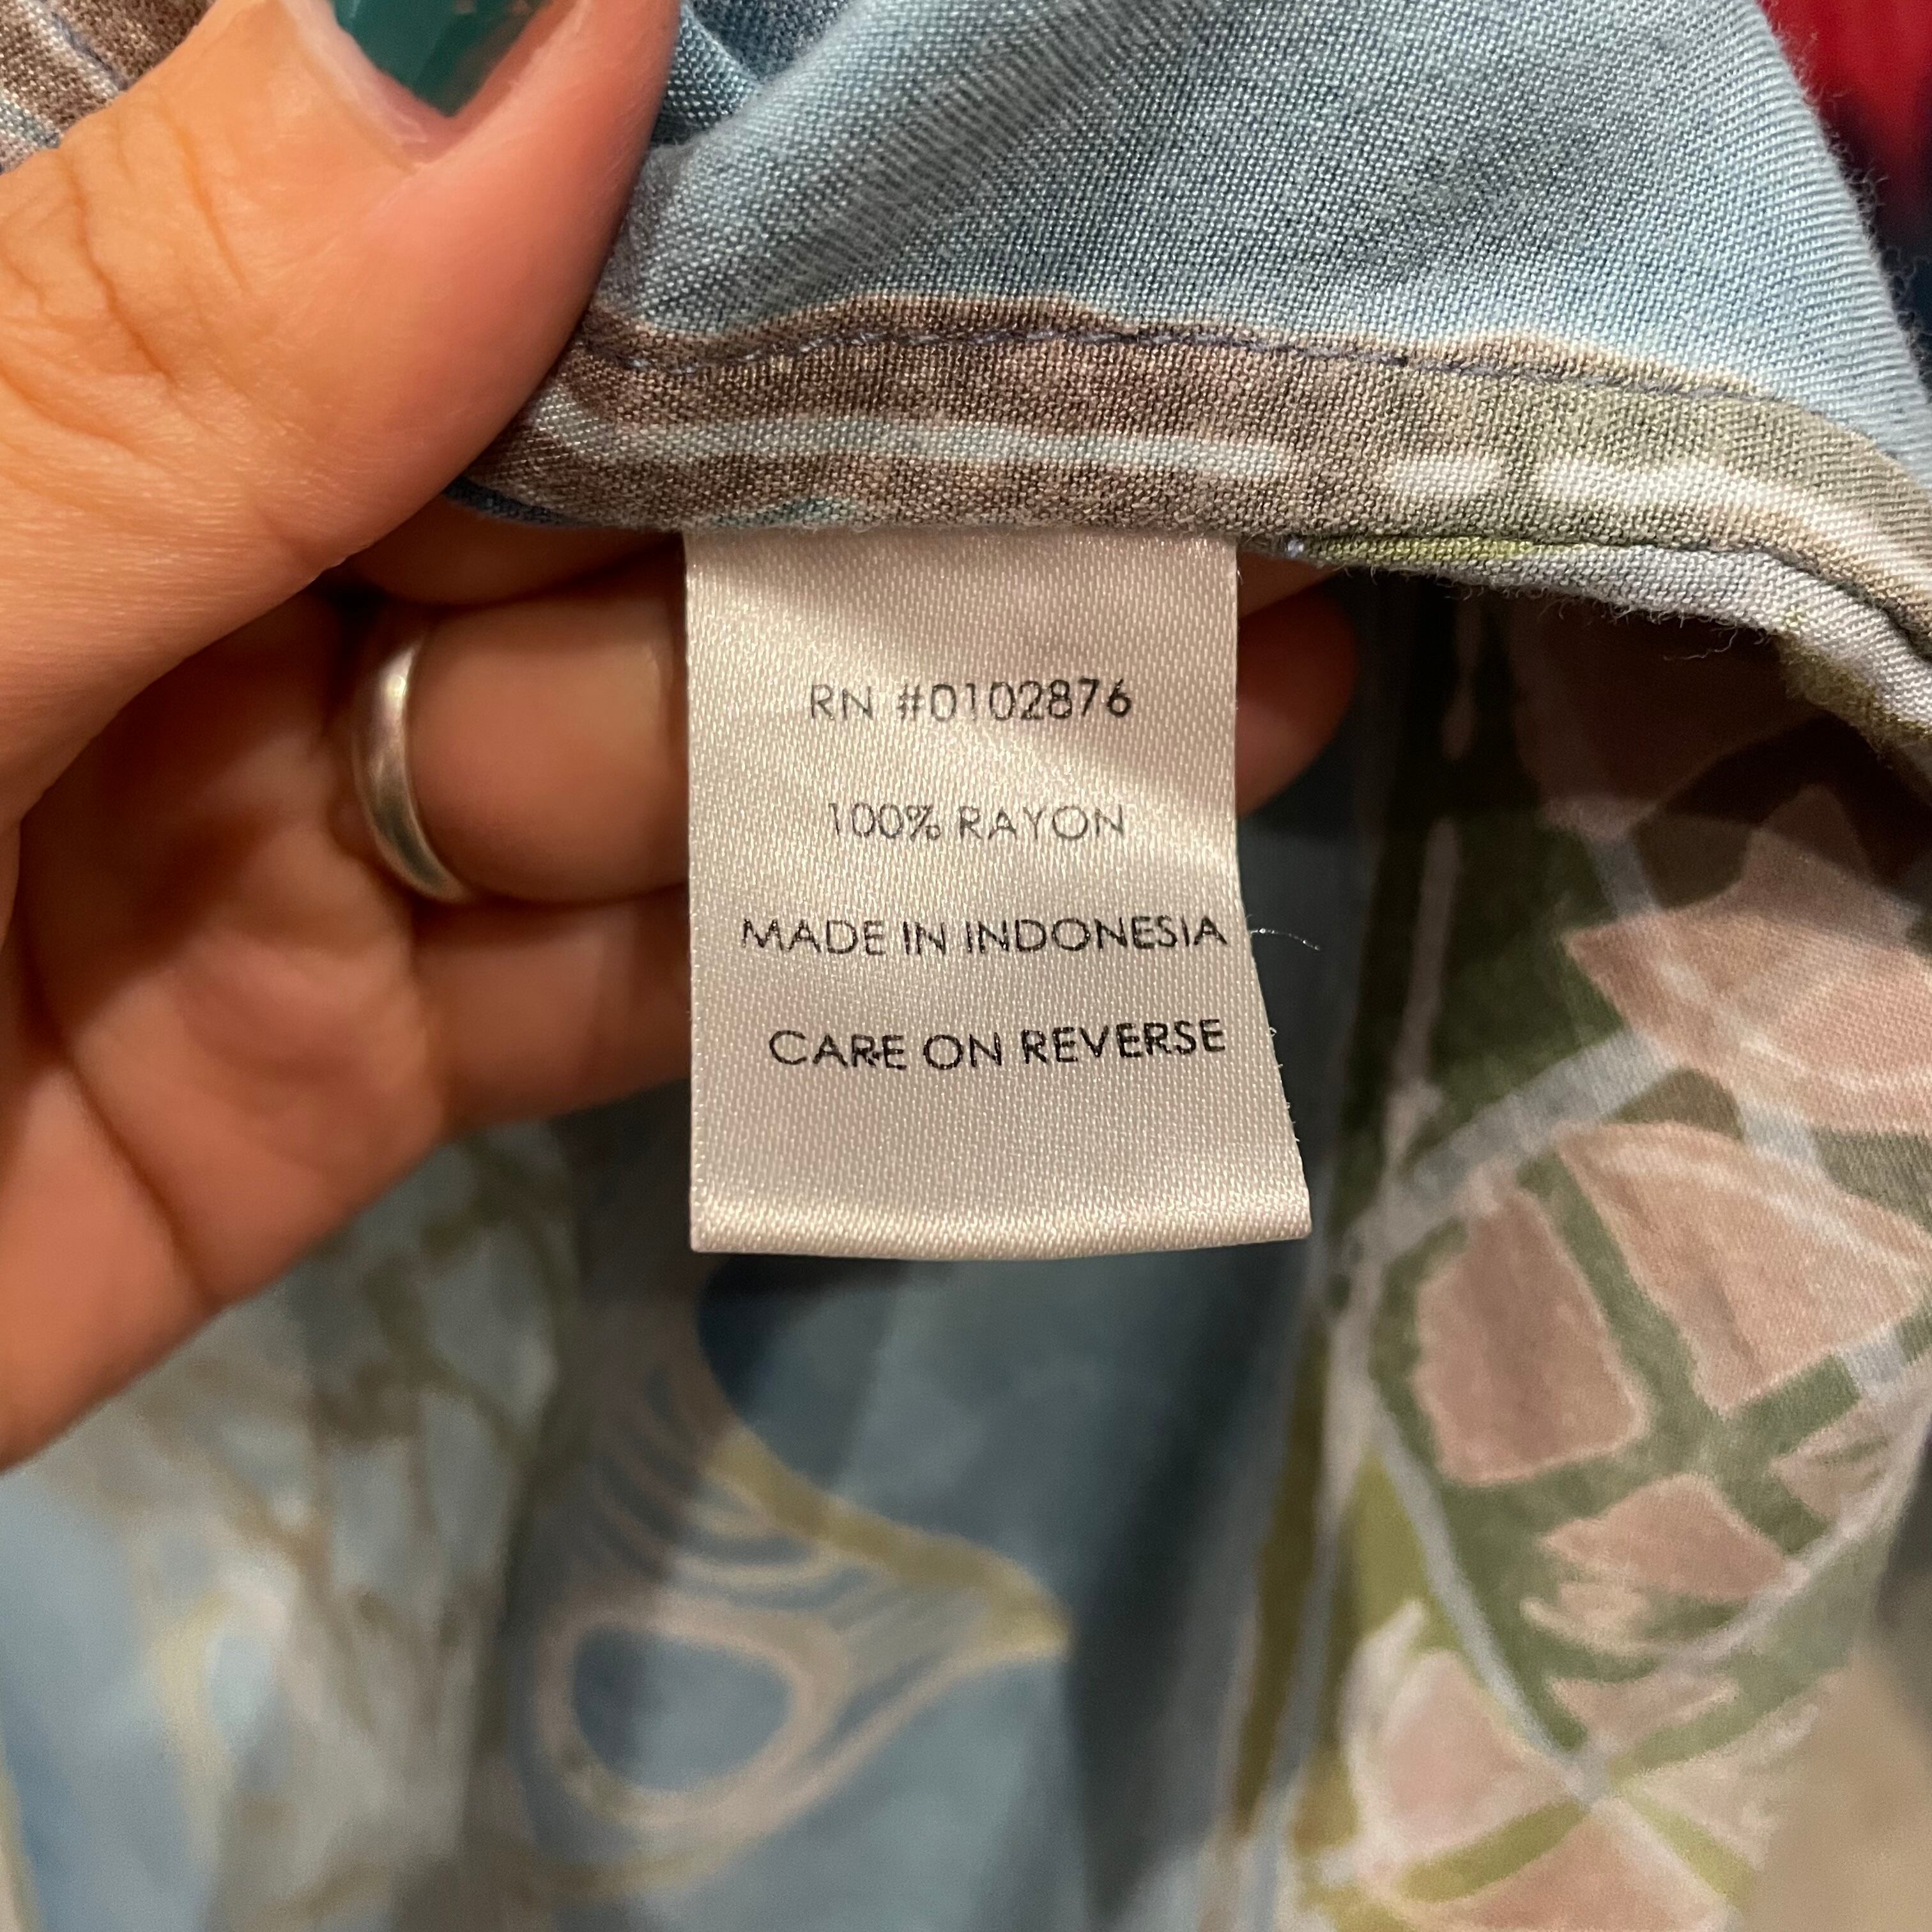 RN #0102876
100% RAYON
MADE IN INDONESIA
CARE ON REVERSE